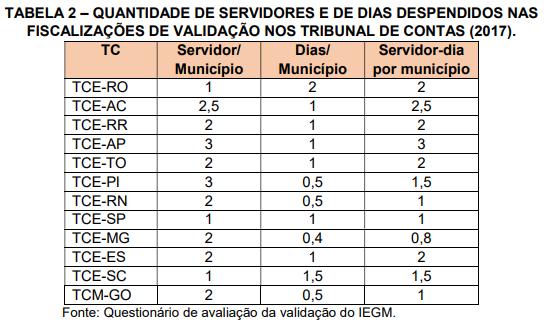 TABELA 2 – QUANTIDADE DE SERVIDORES E DE DIAS DESPENDIDOS NAS
FISCALIZAÇÕES DE VALIDAÇÃO NOS TRIBUNAL DE CONTAS (2017).
TC Servidor/ Município Dias/ Município Servidor-dia por município
TCE-RO 1 2 2
TCE-AC 2,5 1 2,5
TCE-RR 2 1 2
TCE-AP 3 1 3
TCE-TO 2 1 2
TCE-PI 3 0,5 1,5
TCE-RN 2 0,5 1
TCE-SP 1 1 1
TCE-MG 2 0,4 0,8
TCE-ES 2 1 2
TCE-SC 1 1,5 1,5
TCM-GO 2 0,5 1
Fonte: Questionário de avaliação da validação do IEGM.